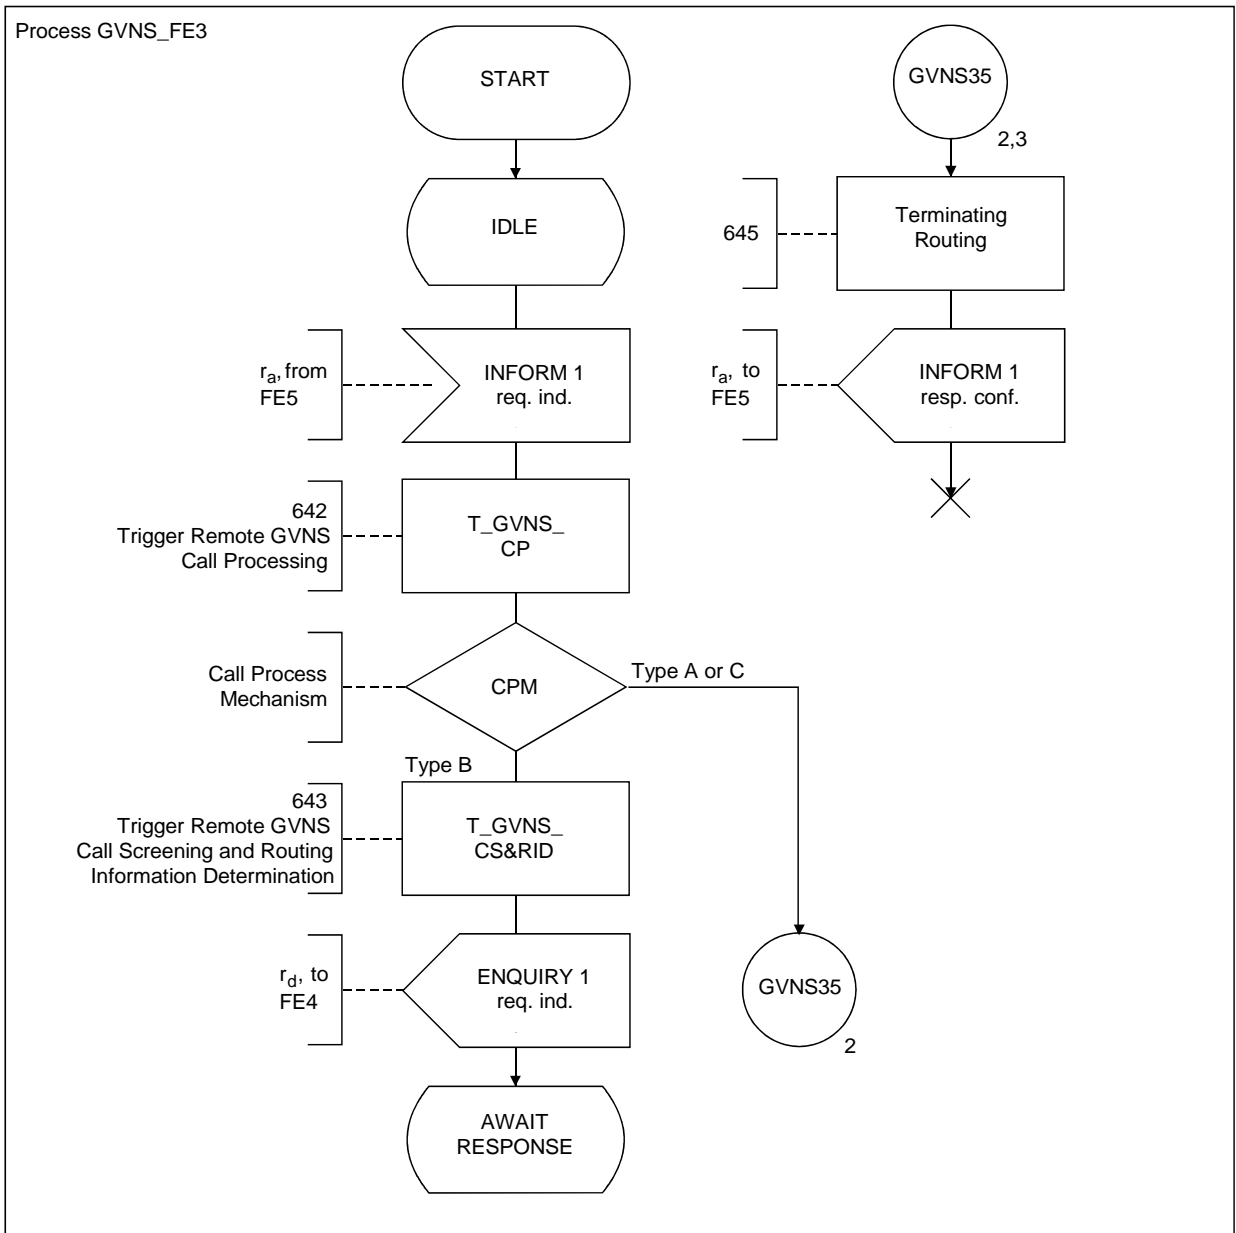 Process GVNS_FE3
START
GVNS35
2,3
IDLE
645
Terminating
Routing
ra, from
FE5
INFORM 1
req. ind.
ra, to
FE5
INFORM 1
resp. conf.
642
Trigger Remote GVNS
Call Processing
T_GVNS_
CP
Call Process
Mechanism
CPM
Type A or C
Type B
643
Trigger Remote GVNS
Call Screening and Routing
Information Determination
T_GVNS_
CS&RID
rd, to
FE4
ENQUIRY 1
req. ind.
GVNS35
2
AWAIT
RESPONSE